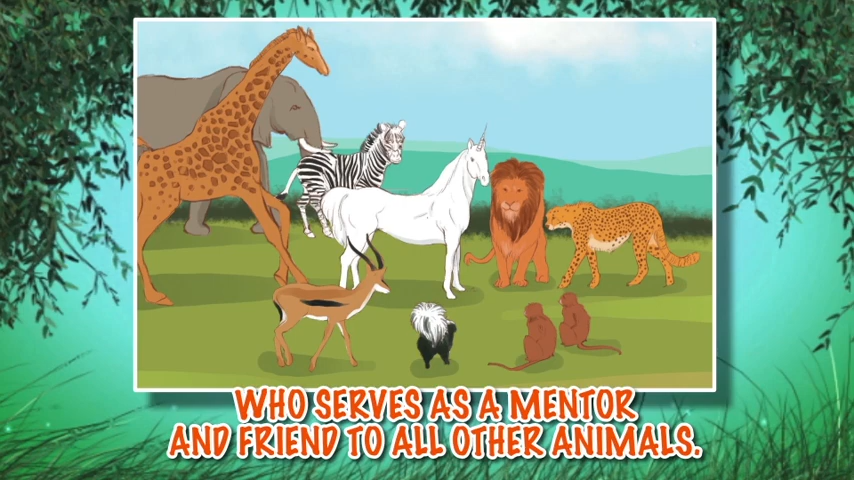 WHO SERVES AS A MENTOR
AND FRIEND TO ALL OTHER ANIMALS.